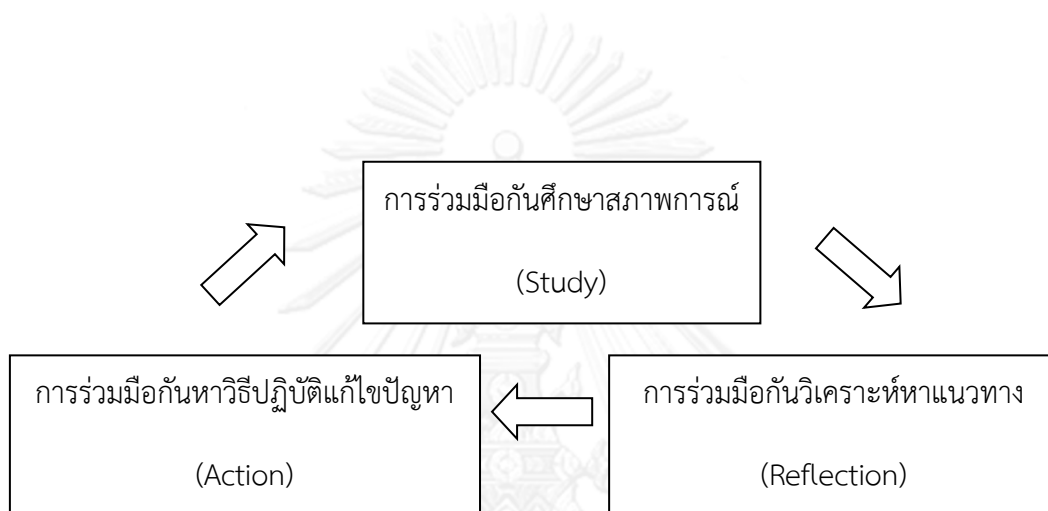 การร่วมมือกันศึกษาสภาพการณ์
(Study)
การร่วมมือกันหาวิธีปฏิบัติแก้ไขปัญหา
(Action)
การร่วมมือกันวิเคราะห์หาแนวทาง
(Reflection)